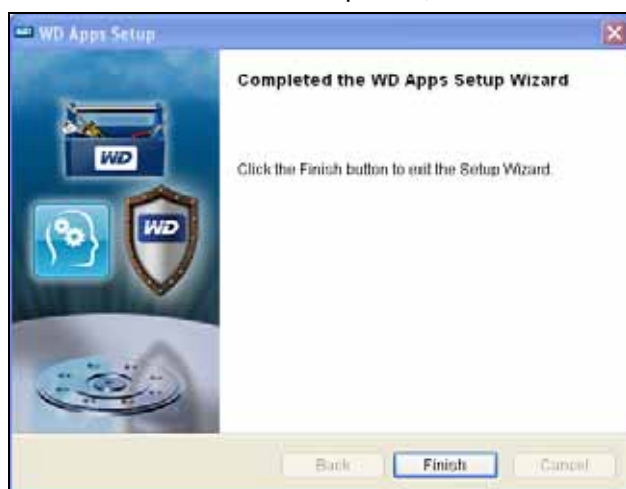 WD Apps Setup
Completed the WD Apps Setup Wizard
WD
Click the Finish button to exit the Setup Wizard.
WD
Back Finish Cancel